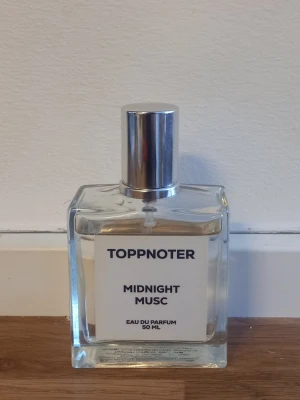 TOPPNOTER
MIDNIGHT
MUSC
EAU DU PARFUM
50 ML